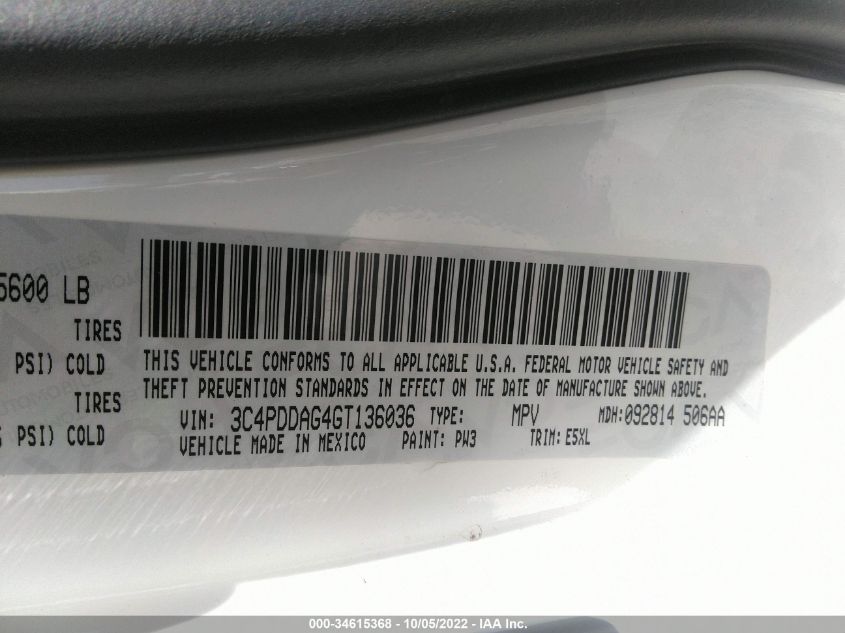 5600 LB
TIRES
PSI) COLD
TIRES
PSI) COLD
THIS VEHICLE CONFORMS TO ALL APPLICABLE U.S.A. FEDERAL MOTOR VEHICLE SAFETY AND
THEFT PREVENTION STANDARDS IN EFFECT ON THE DATE OF MANUFACTURE SHOWN ABOVE.
VIN: 3C4PDDAG4GT136036 TYPE: MPV MDH:092814 506AA
VEHICLE MADE IN MEXICO PAINT: PW3 TRIM: E5XL
000-34615368 - 10/05/2022 - IAA Inc.